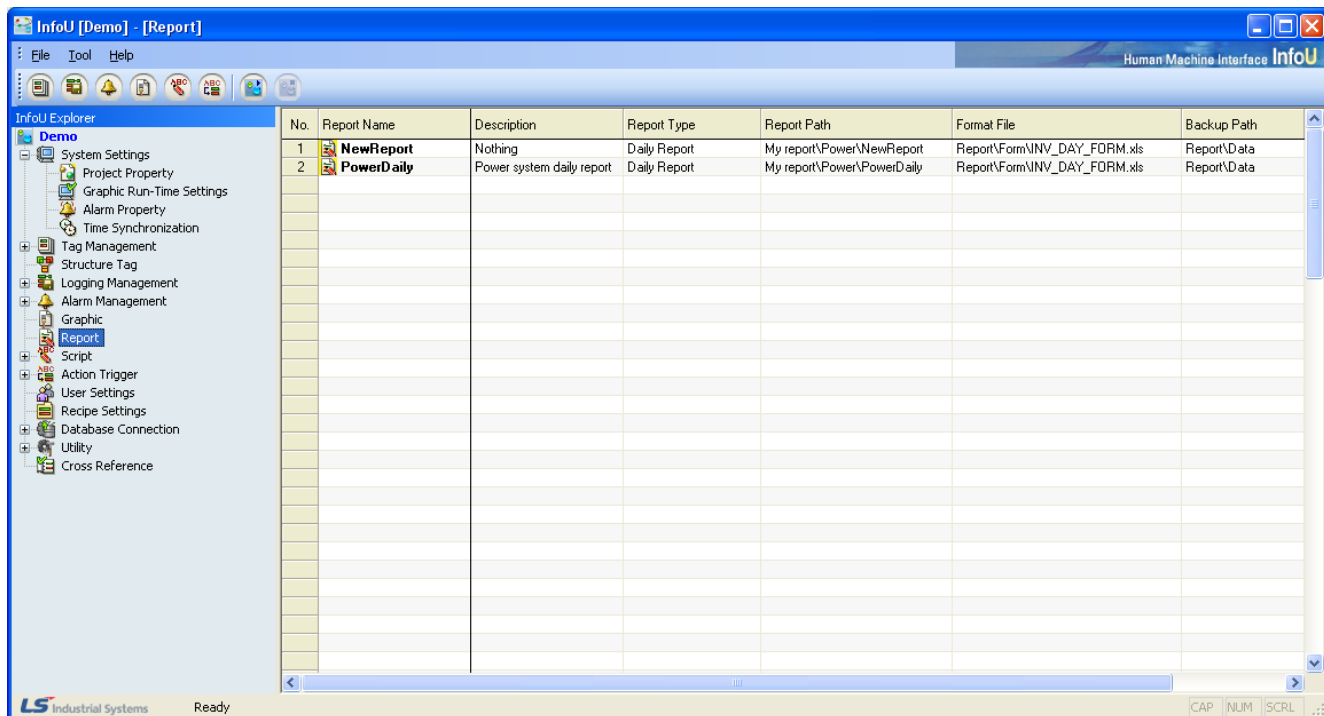 InfoU [Demo] - [Report]
File Tool Help
Human Machine Interface InfoU
InfoU Explorer
Demo
System Settings
Project Property
Graphic Run-Time Settings
Alarm Property
Time Synchronization
Tag Management
Structure Tag
Logging Management
Alarm Management
Graphic
Report
Script
Action Trigger
User Settings
Recipe Settings
Database Connection
Utility
Cross Reference
No. Report Name Description Report Type Report Path Format File Backup Path
1 NewReport Nothing Daily Report My report\Power\NewReport Report\Form\INV_DAY_FORM.xls Report\Data
2 PowerDaily Power system daily report Daily Report My report\Power\PowerDaily Report\Form\INV_DAY_FORM.xls Report\Data
LS Industrial Systems Ready CAP NUM SCRL